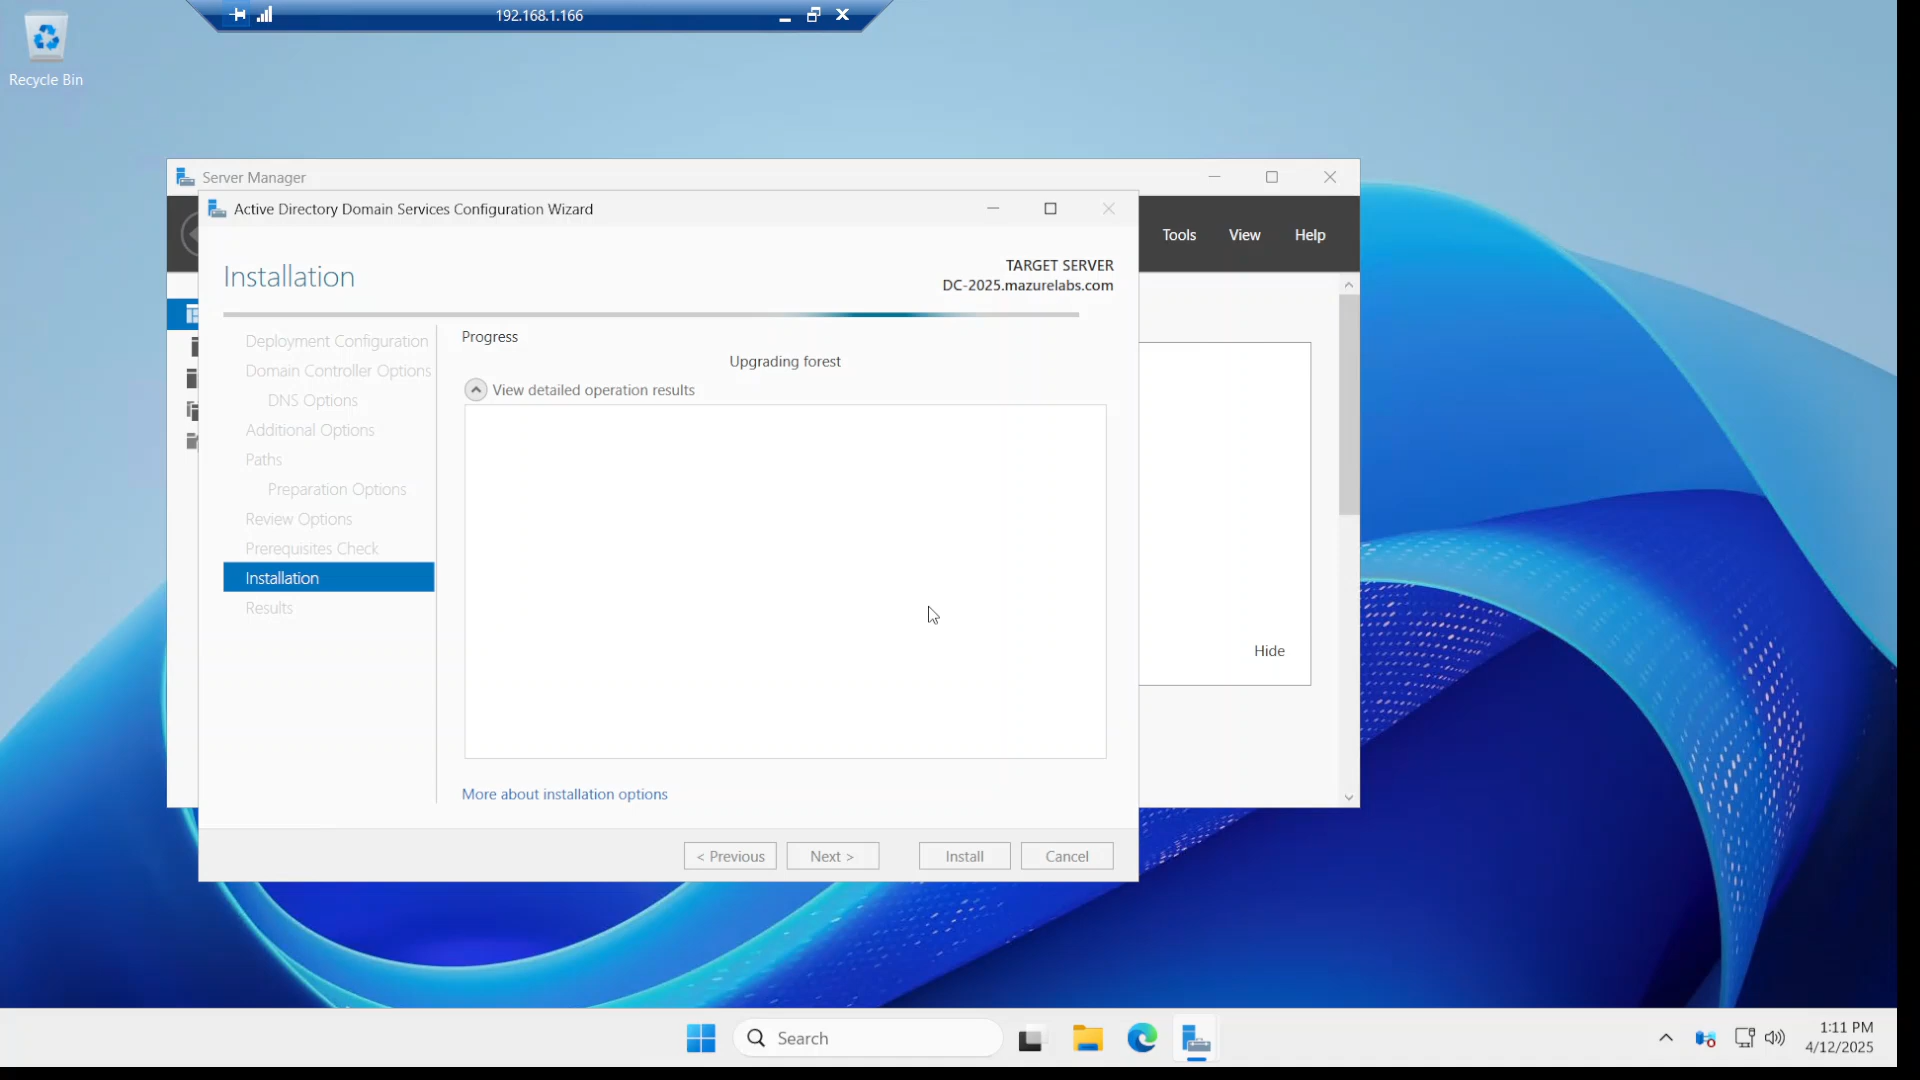 192.168.1.166
Recycle Bin
Server Manager
Active Directory Domain Services Configuration Wizard
Tools View Help
Installation
TARGET SERVER
DC-2025.mazurelabs.com
Deployment Configuration
Domain Controller Options
DNS Options
Additional Options
Paths
Preparation Options
Review Options
Prerequisites Check
Installation
Results
Progress
Upgrading forest
View detailed operation results
Hide
More about installation options
< Previous Next > Install Cancel
Search
1:11 PM
4/12/2025